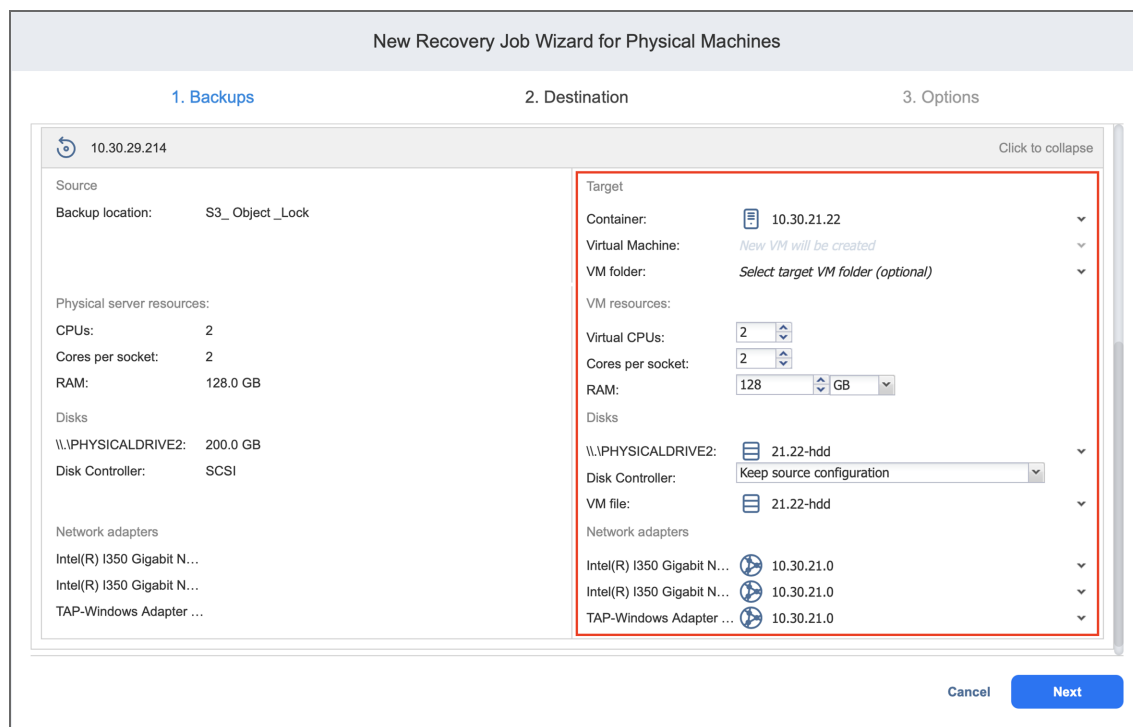 New Recovery Job Wizard for Physical Machines
1. Backups 2. Destination 3. Options
10.30.29.214 Click to collapse
Source
Backup location: S3_ Object _Lock
Physical server resources:
CPUs: 2
Cores per socket: 2
RAM: 128.0 GB
Disks
\\.\PHYSICALDRIVE2: 200.0 GB
Disk Controller: SCSI
Network adapters
Intel(R) I350 Gigabit N...
Intel(R) I350 Gigabit N...
TAP-Windows Adapter ...
Target
Container: 10.30.21.22
Virtual Machine: New VM will be created
VM folder: Select target VM folder (optional)
VM resources:
Virtual CPUs: 2
Cores per socket: 2
RAM: 128 GB
Disks
\\.\PHYSICALDRIVE2: 21.22-hdd
Disk Controller: Keep source configuration
VM file: 21.22-hdd
Network adapters
Intel(R) I350 Gigabit N... 10.30.21.0
Intel(R) I350 Gigabit N... 10.30.21.0
TAP-Windows Adapter ... 10.30.21.0
Cancel Next